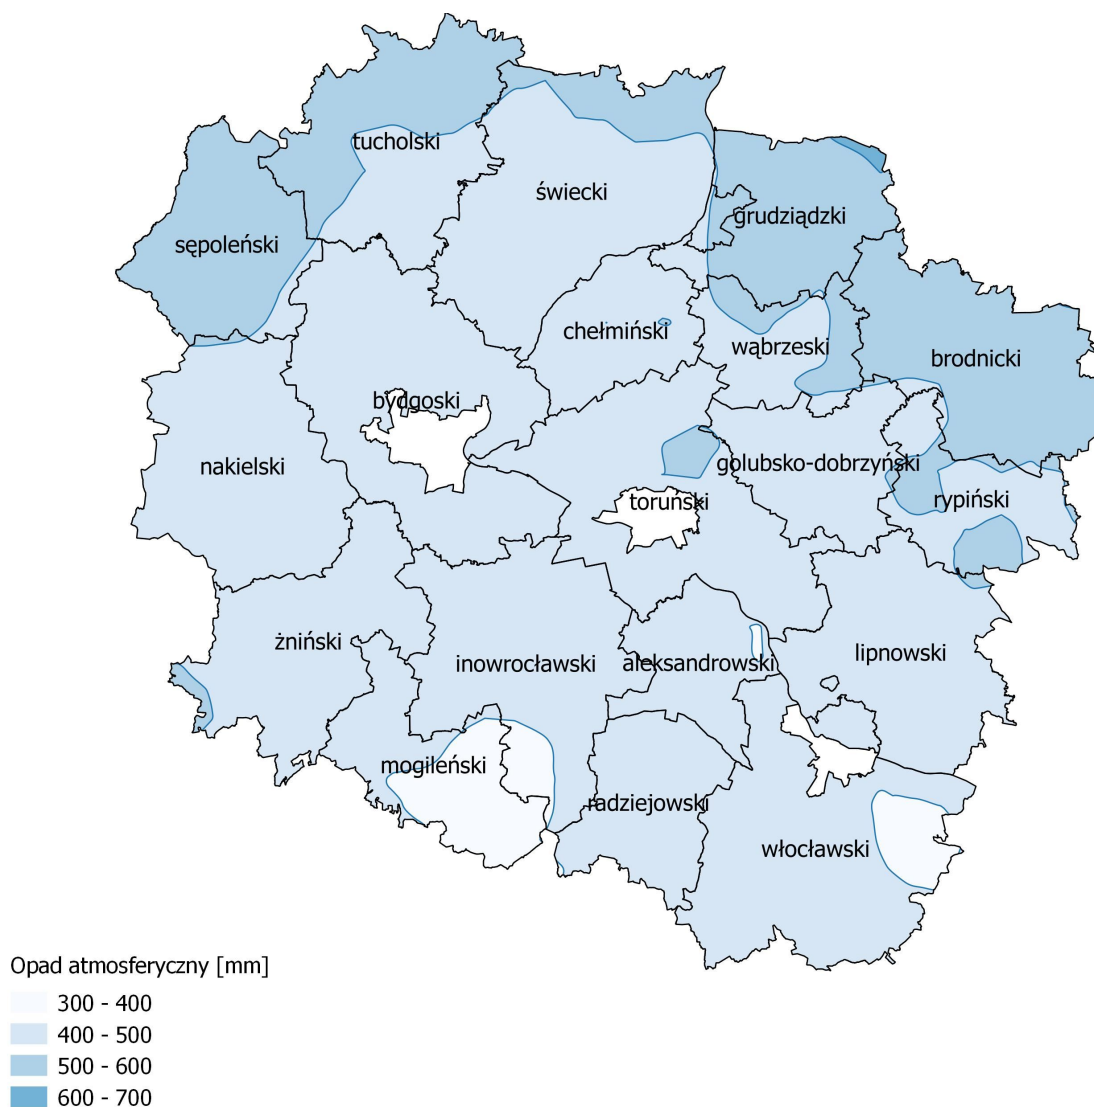 tucholski
świecki
grudziądzki
sępoleński
chełmiński
wąbrzeski
brodnicki
bydgoski
nakielski
golubsko-dobrzyński
toruński
rypiński
żniński
inowrocławski
aleksandrowski
lipnowski
mogileński
radziejowski
włocławski
Opad atmosferyczny [mm]
300 - 400
400 - 500
500 - 600
600 - 700